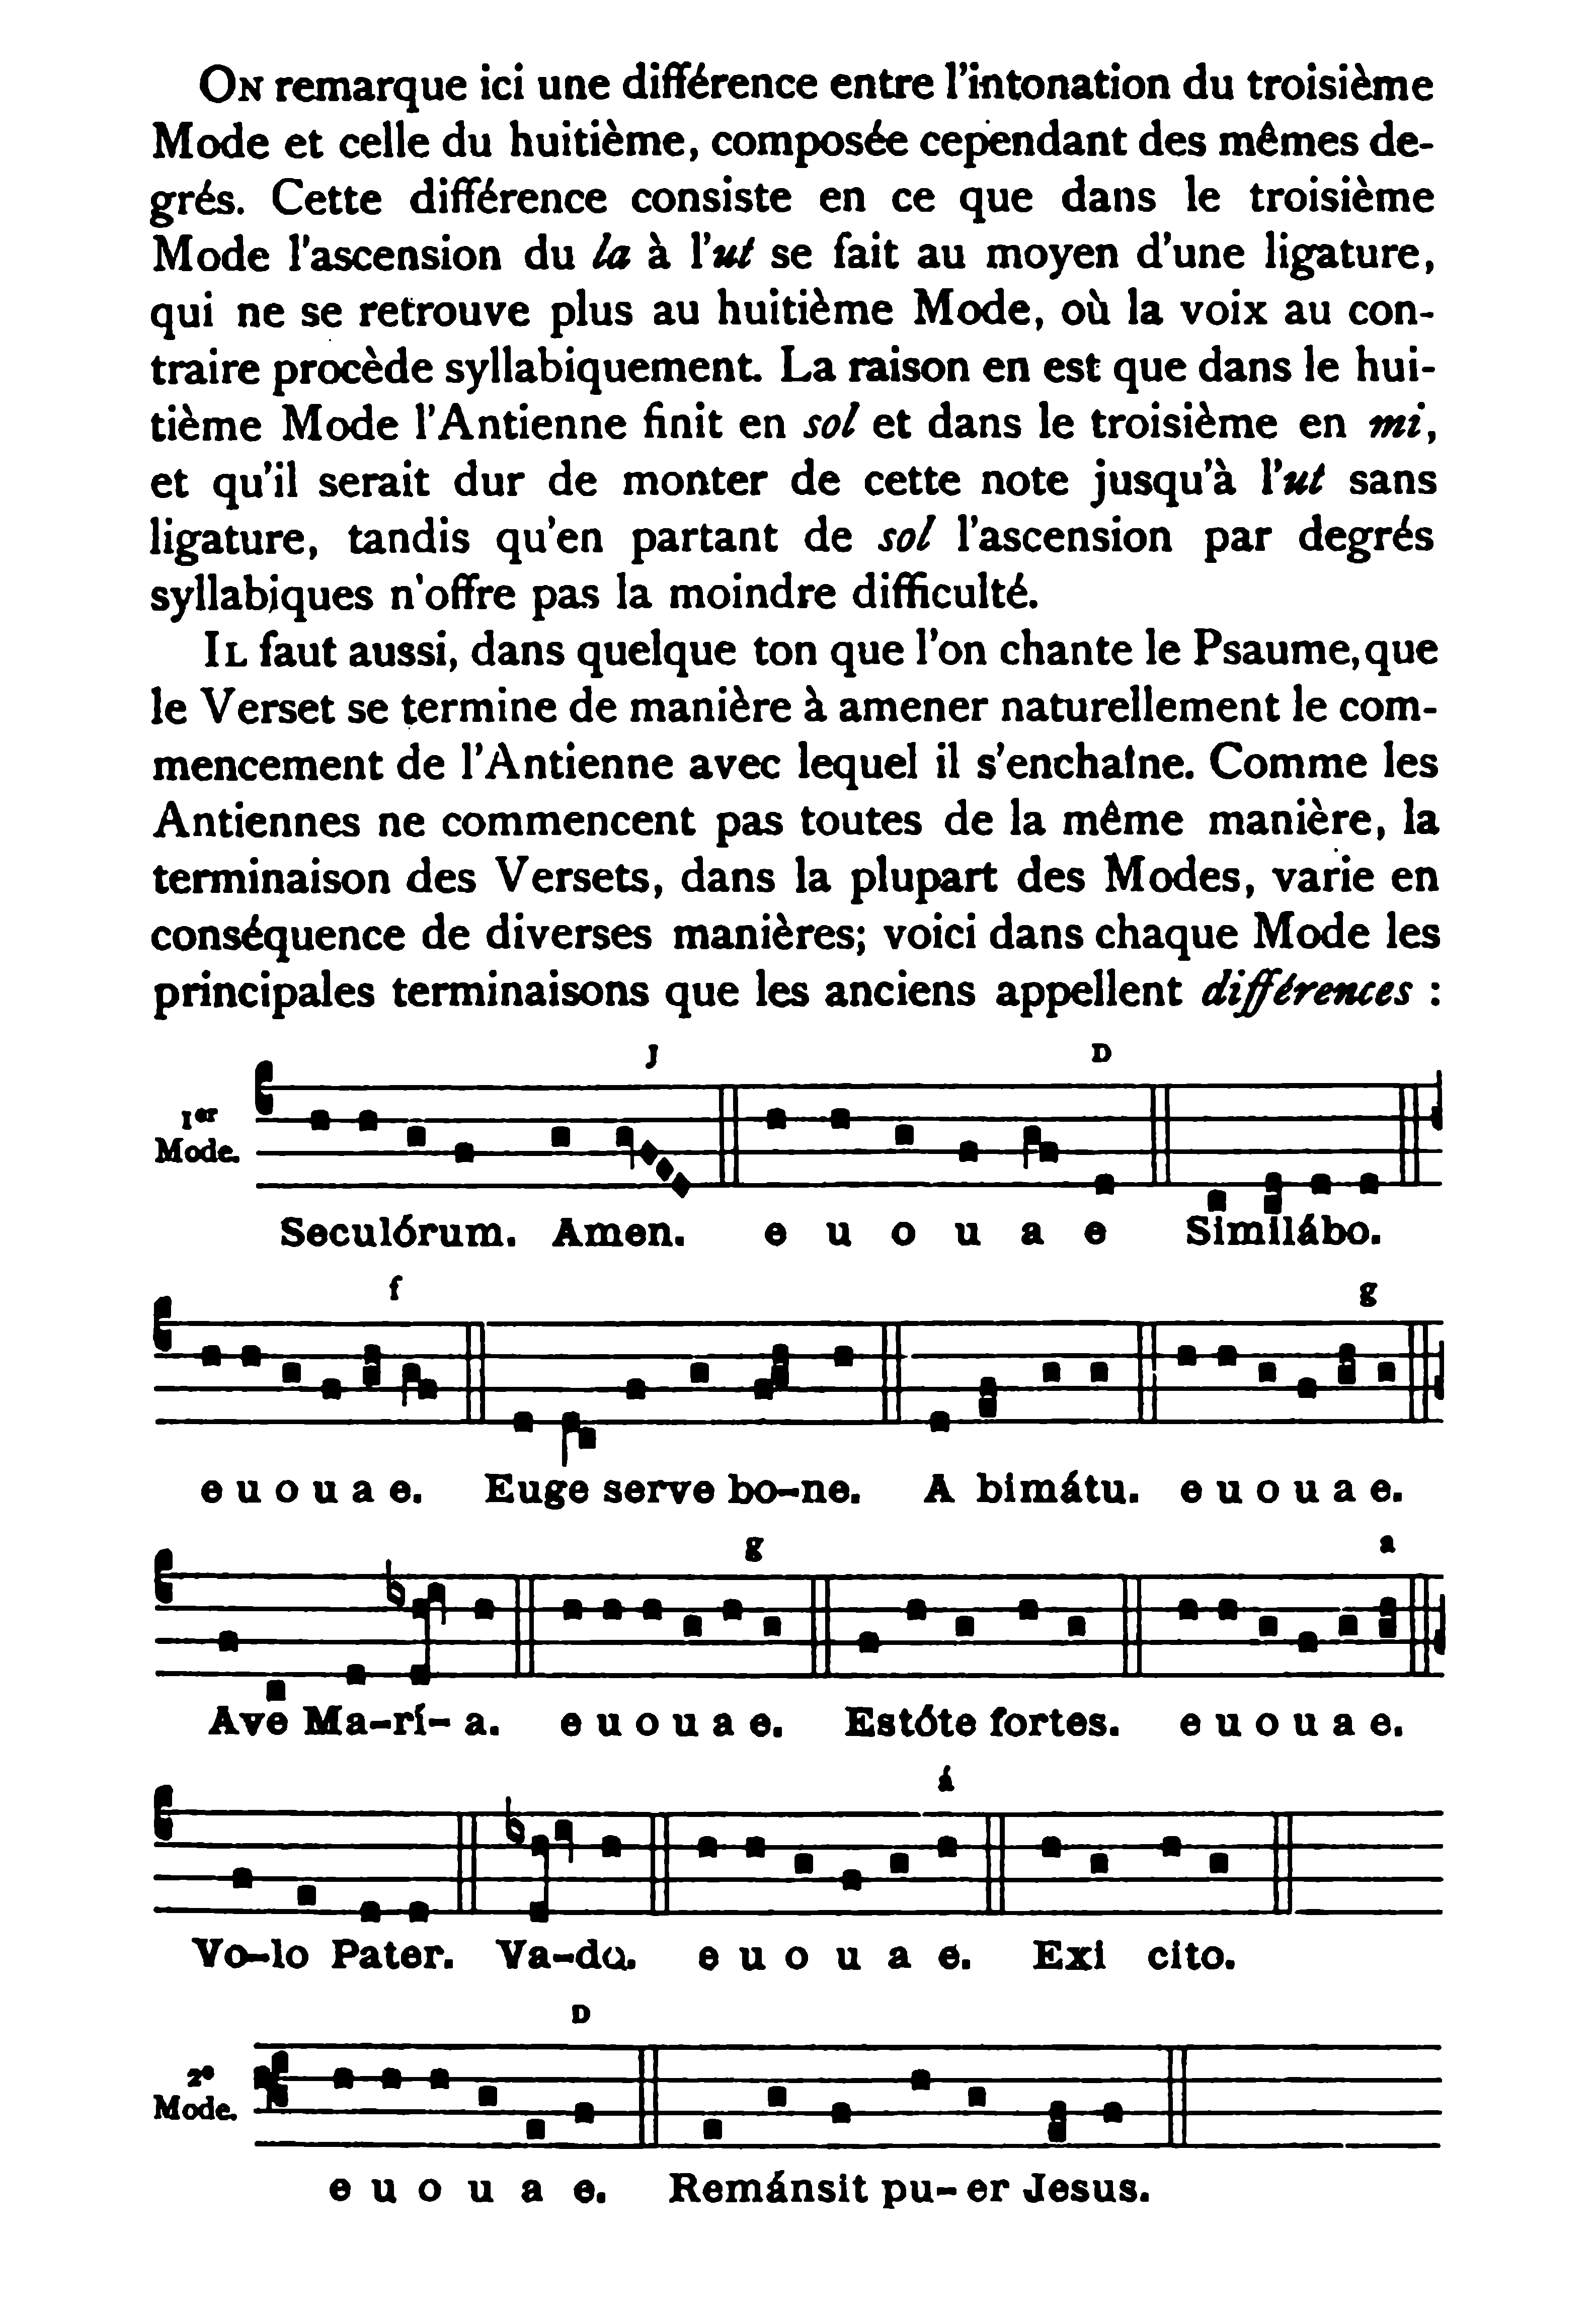 ON remarque ici une différence entre l'intonation du troisième
Mode et celle du huitième, composée cependant des mêmes de-
grés. Cette différence consiste en ce que dans le troisième
Mode l'ascension du la à l'ut se fait au moyen d'une ligature,
qui ne se retrouve plus au huitième Mode, où la voix au con-
traire procède syllabiquement. La raison en est que dans le hui-
tième Mode l'Antienne finit en sol et dans le troisième en mi,
et qu'il serait dur de monter de cette note jusqu'à l'ut sans
ligature, tandis qu'en partant de sol l'ascension par degrés
syllabiques n'offre pas la moindre difficulté.
IL faut aussi, dans quelque ton que l'on chante le Psaume, que
le Verset se termine de manière à amener naturellement le com-
mencement de l'Antienne avec lequel il s'enchaîne. Comme les
Antiennes ne commencent pas toutes de la même manière, la
terminaison des Versets, dans la plupart des Modes, varie en
conséquence de diverses manières; voici dans chaque Mode les
principales terminaisons que les anciens appellent différences :
J D
1er
Mode.
Seculórum. Amen. e u o u a e Similábo.
f g
e u o u a e. Euge serve bo-ne. A bimátu. e u o u a e.
g a
Ave Ma-rí- a. e u o u a e. Estóte fortes. e u o u a e.
á
Vo-lo Pater. Va-do. e u o u a e. Exi cito.
D
2e
Mode.
e u o u a e. Remánsit pu- er Jesus.